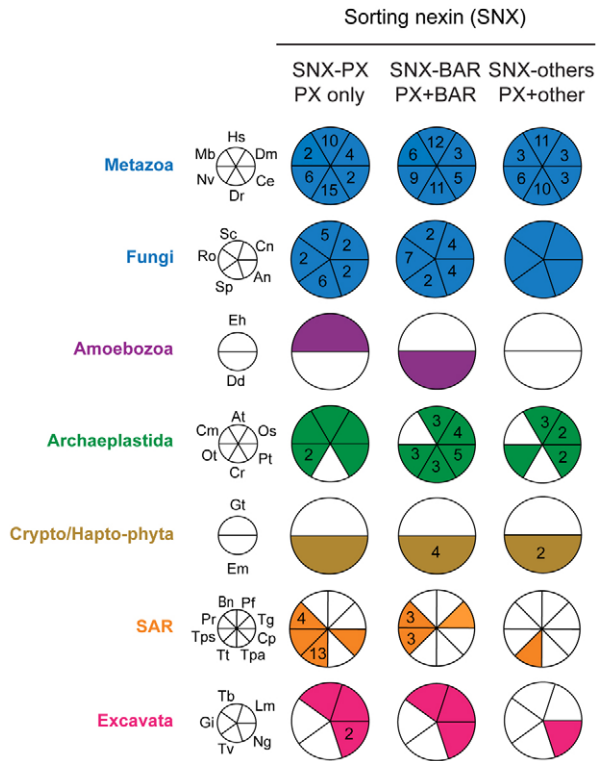 Sorting nexin (SNX)
SNX-PX SNX-BAR SNX-others
PX only PX+BAR PX+other
Metazoa
Hs
Mb Dm
Nv Ce
Dr
10
2 4
6 2
15
12
6 3
9 5
11
11
3 3
6 3
10
Fungi
Sc Cn
Ro
Sp An
5 2
2
6 2
2 4
7
2 4
Amoebozoa
Eh
Dd
Archaeplastida
At
Cm Os
Ot Pt
Cr
2
3
4
3 5
3
3
2
2
Crypto/Hapto-phyta
Gt
Em
4
2
SAR
Bn Pf
Pr Tg
Tps Cp
Tt Tpa
4
13
3
3
Excavata
Tb Lm
Gi
Tv Ng
2